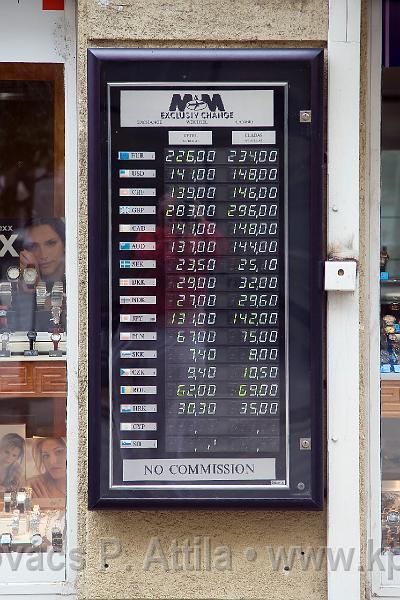 M&M
EXCLUSIV CHANGE
EXCHANGE WECHSEL CAMBIO
VÉTEL ELADÁS
EUR 226,00 234,00
USD 141,00 148,00
CHF 139,00 146,00
GBP 283,00 296,00
CAD 141,00 148,00
AUD 137,00 144,00
SEK 23,50 25,10
DKK 29,00 32,00
NOK 27,00 29,60
JPY 131,00 142,00
PLN 67,00 75,00
SKK 7,40 8,00
CZK 9,40 10,50
RON 62,00 69,00
HRK 30,30 35,00
CYP
NO COMMISSION
vács P. Attila • www.kp